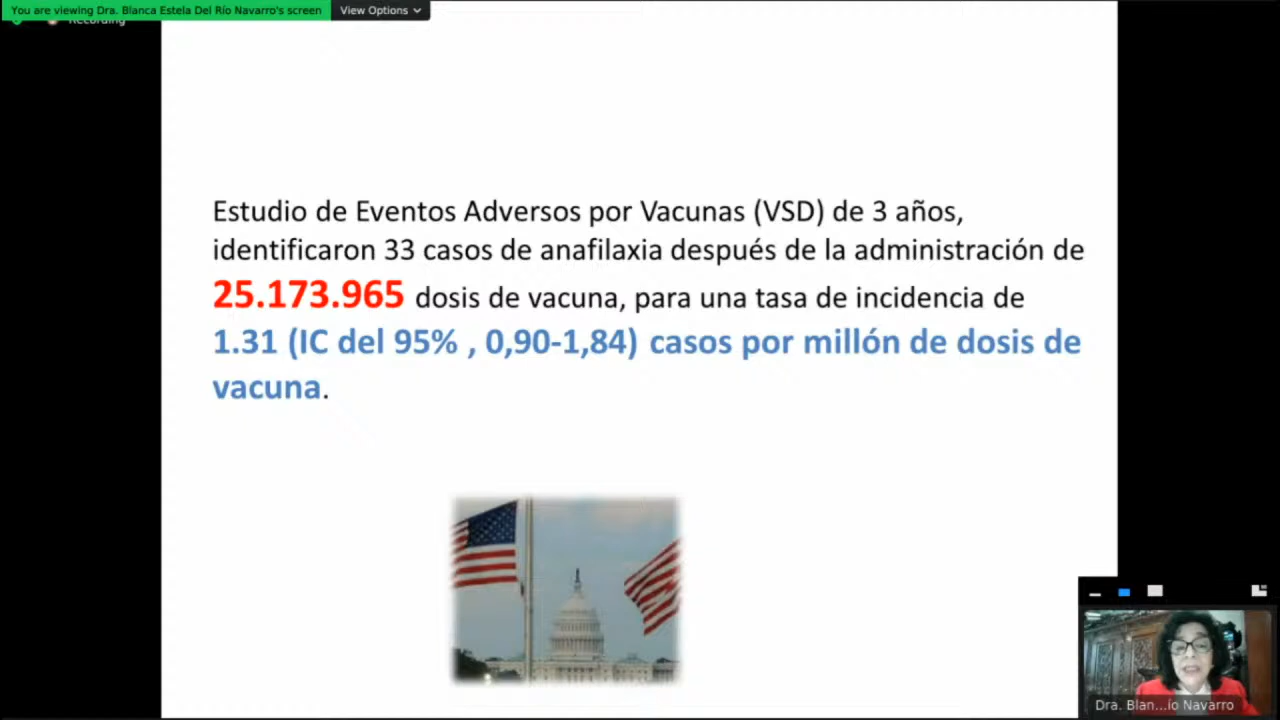 You are viewing Dra. Blanca Estela Del Río Navarro's screen
View Options
Recording
Estudio de Eventos Adversos por Vacunas (VSD) de 3 años,
identificaron 33 casos de anafilaxia después de la administración de
25.173.965 dosis de vacuna, para una tasa de incidencia de
1.31 (IC del 95% , 0,90-1,84) casos por millón de dosis de
vacuna.
Dra. Blan...ío Navarro